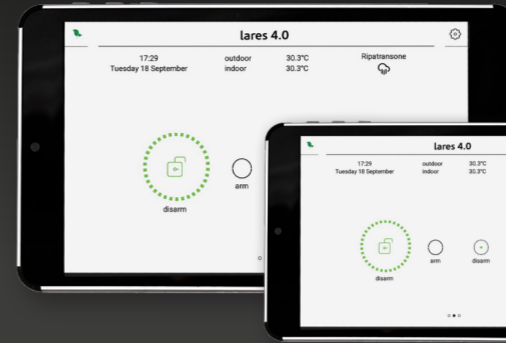 lares 4.0
17:29 outdoor 30.3°C Ripatransone
Tuesday 18 September indoor 30.3°C
arm
disarm
lares 4.0
17:29 outdoor 30.3°C
Tuesday 18 September indoor 30.3°C
arm disarm
disarm